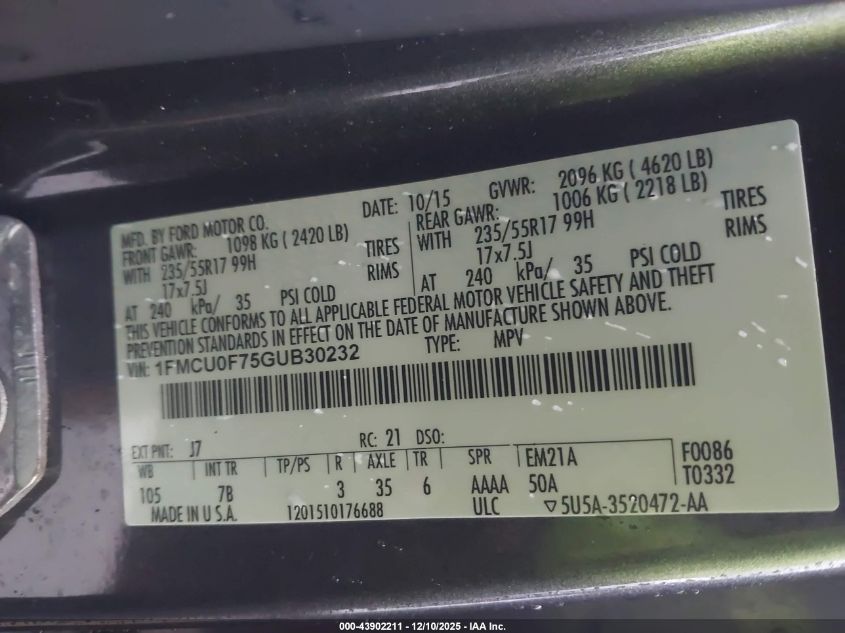 MFD. BY FORD MOTOR CO.
DATE: 10/15 GVWR: 2096 KG ( 4620 LB)
FRONT GAWR: 1098 KG ( 2420 LB)
REAR GAWR: 1006 KG ( 2218 LB)
WITH 235/55R17 99H TIRES
WITH 235/55R17 99H TIRES
17x7.5J RIMS
17x7.5J RIMS
AT 240 kPa/ 35 PSI COLD
AT 240 kPa/ 35 PSI COLD
THIS VEHICLE CONFORMS TO ALL APPLICABLE FEDERAL MOTOR VEHICLE SAFETY AND THEFT
PREVENTION STANDARDS IN EFFECT ON THE DATE OF MANUFACTURE SHOWN ABOVE.
VIN: 1FMCU0F75GUB30232 TYPE: MPV
EXT PNT: J7 RC: 21 DSO:
WB INT TR TP/PS R AXLE TR SPR EM21A F0086
105 7B 3 35 6 AAAA 50A T0332
MADE IN U.S.A. 1201510176688 ULC ▽5U5A-3520472-AA
000-43902211 - 12/10/2025 - IAA Inc.